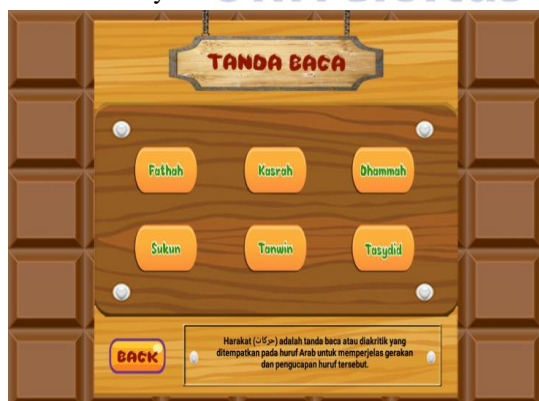 TANDA BACA
Fathah Kasrah Dhammah
Sukun Tanwin Tasydid
BACK
Harakat (حركات) adalah tanda baca atau diakritik yang
ditempatkan pada huruf Arab untuk memperjelas gerakan
dan pengucapan huruf tersebut.